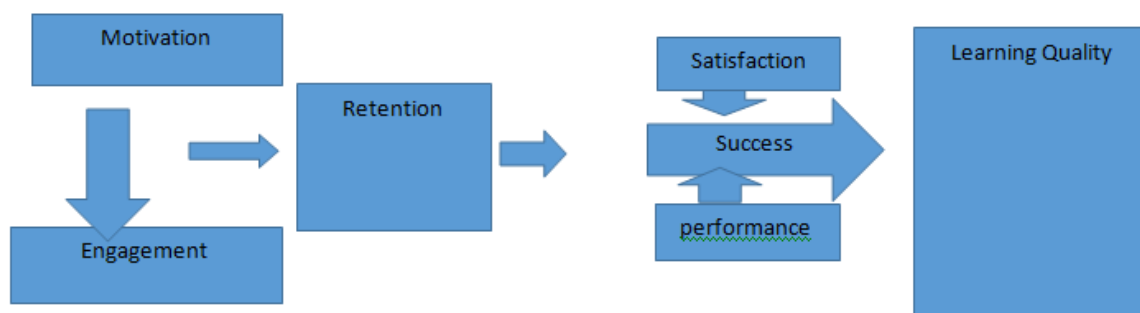 Motivation
Engagement
Retention
Satisfaction
Success
performance
Learning Quality